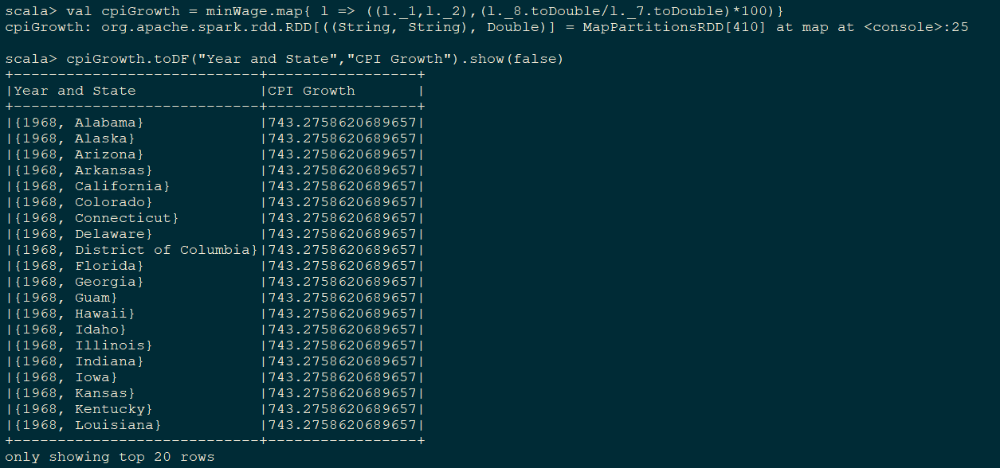 scala> val cpiGrowth = minWage.map{ l => ((l._1,l._2),(l._8.toDouble/l._7.toDouble)*100)}
cpiGrowth: org.apache.spark.rdd.RDD[((String, String), Double)] = MapPartitionsRDD[410] at map at <console>:25
scala> cpiGrowth.toDF("Year and State","CPI Growth").show(false)
+----------------------------+-----------------+
|Year and State              |CPI Growth       |
+----------------------------+-----------------+
|{1968, Alabama}             |743.2758620689657|
|{1968, Alaska}              |743.2758620689657|
|{1968, Arizona}             |743.2758620689657|
|{1968, Arkansas}            |743.2758620689657|
|{1968, California}          |743.2758620689657|
|{1968, Colorado}            |743.2758620689657|
|{1968, Connecticut}         |743.2758620689657|
|{1968, Delaware}            |743.2758620689657|
|{1968, District of Columbia}|743.2758620689657|
|{1968, Florida}             |743.2758620689657|
|{1968, Georgia}             |743.2758620689657|
|{1968, Guam}                |743.2758620689657|
|{1968, Hawaii}              |743.2758620689657|
|{1968, Idaho}               |743.2758620689657|
|{1968, Illinois}            |743.2758620689657|
|{1968, Indiana}             |743.2758620689657|
|{1968, Iowa}                |743.2758620689657|
|{1968, Kansas}              |743.2758620689657|
|{1968, Kentucky}            |743.2758620689657|
|{1968, Louisiana}           |743.2758620689657|
+----------------------------+-----------------+
only showing top 20 rows